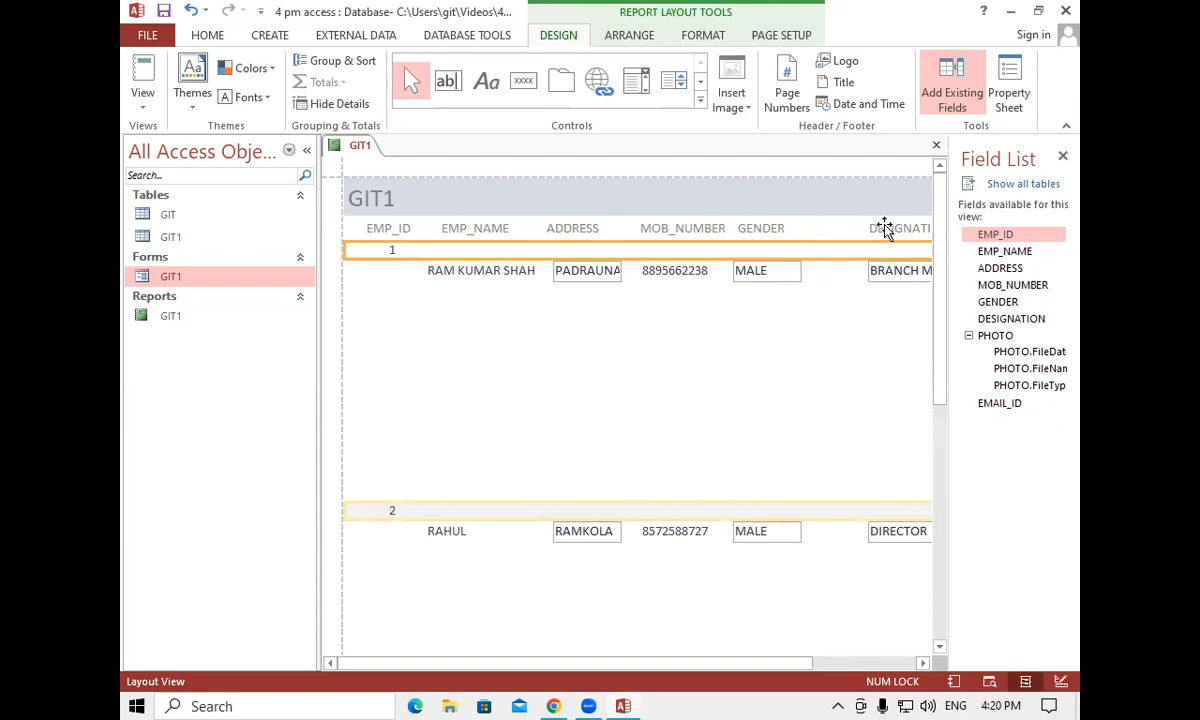 4 pm access : Database- C:\Users\git\Videos\4...
REPORT LAYOUT TOOLS
?
FILE HOME CREATE EXTERNAL DATA DATABASE TOOLS DESIGN ARRANGE FORMAT PAGE SETUP Sign in
View
Themes
Colors
Fonts
Group & Sort
Totals
Hide Details
ab|
Aa
XXXX
Insert
Image
Page
Numbers
Logo
Title
Date and Time
Add Existing
Fields
Property
Sheet
Views Themes Grouping & Totals Controls Header / Footer Tools
All Access Obje...
Search...
Tables
GIT
GIT1
Forms
GIT1
Reports
GIT1
GIT1
GIT1
EMP_ID EMP_NAME ADDRESS MOB_NUMBER GENDER DESIGNATI
1
RAM KUMAR SHAH PADRAUNA 8895662238 MALE BRANCH M
2
RAHUL RAMKOLA 8572588727 MALE DIRECTOR
Field List
Show all tables
Fields available for this
view:
EMP_ID
EMP_NAME
ADDRESS
MOB_NUMBER
GENDER
DESIGNATION
PHOTO
PHOTO.FileDat
PHOTO.FileNan
PHOTO.FileTyp
EMAIL_ID
Layout View NUM LOCK
Search ENG 4:20 PM